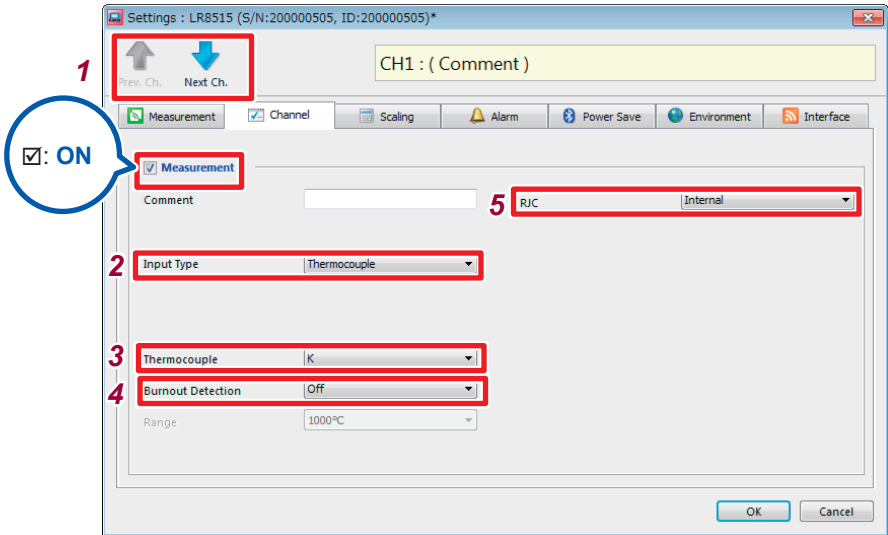 Settings : LR8515 (S/N:200000505, ID:200000505)*
1
Prev. Ch. Next Ch.
CH1 : ( Comment )
Measurement Channel Scaling Alarm Power Save Environment Interface
☑: ON
Measurement
Comment
5 RJC Internal
2 Input Type Thermocouple
3 Thermocouple K
4 Burnout Detection Off
Range 1000°C
OK Cancel